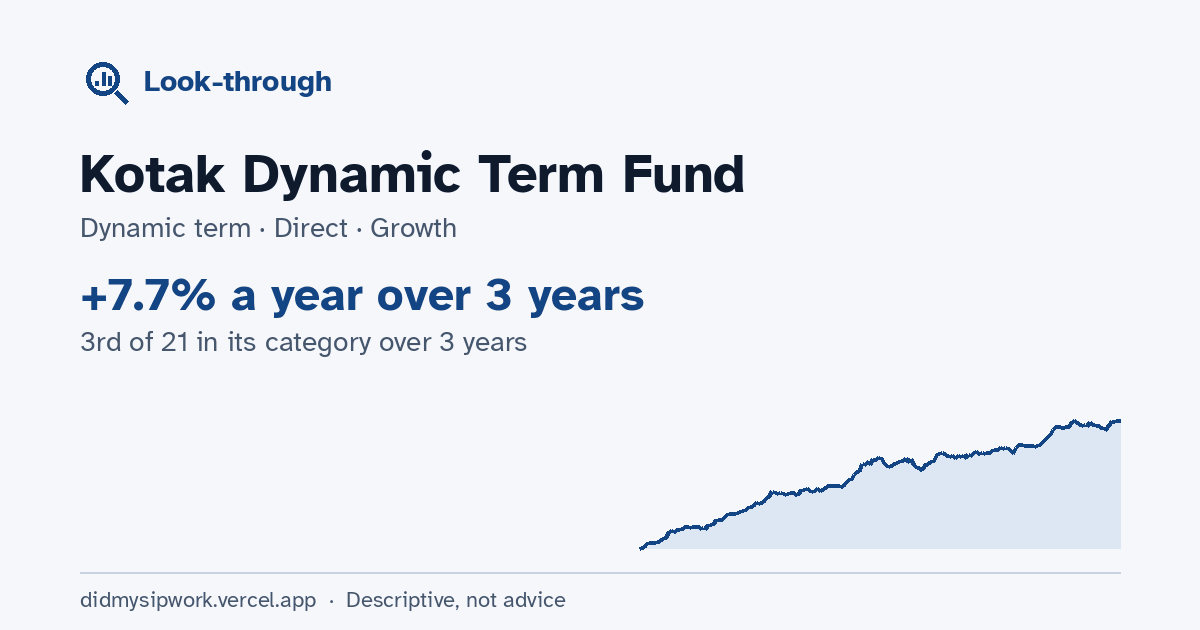 Look-through
Kotak Dynamic Term Fund
Dynamic term · Direct · Growth
+7.7% a year over 3 years
3rd of 21 in its category over 3 years
didmysipwork.vercel.app · Descriptive, not advice